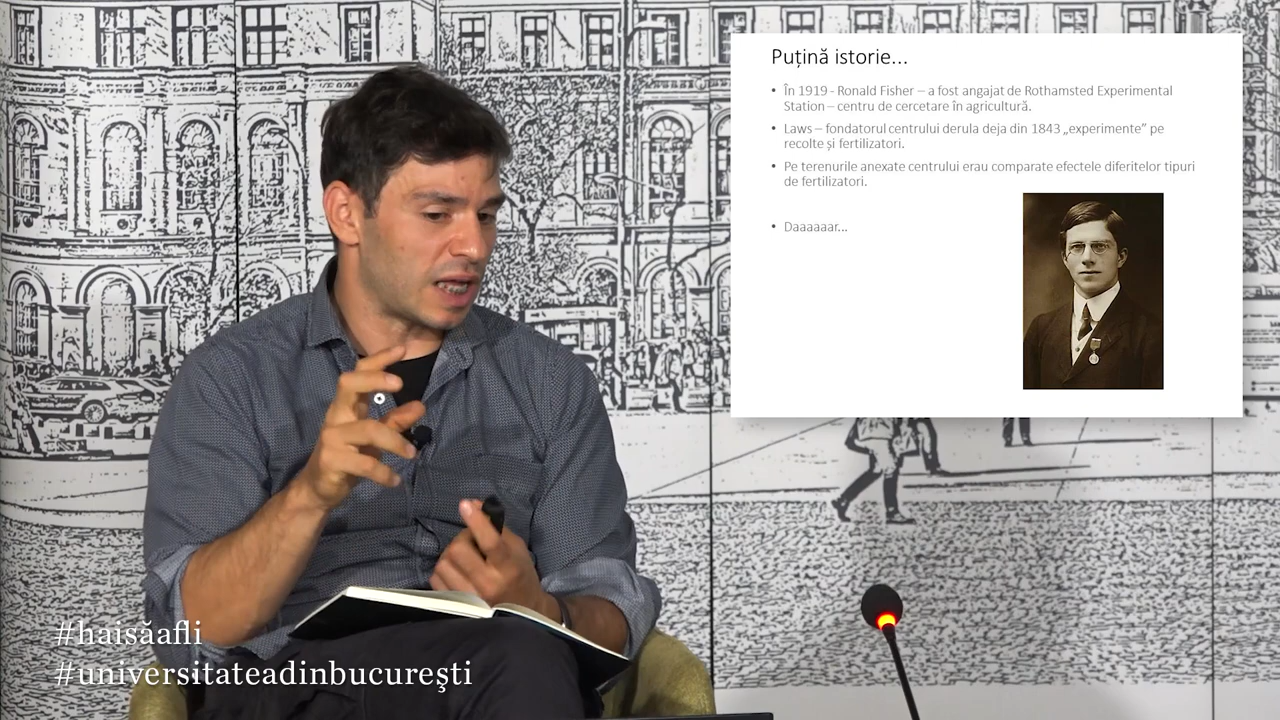 Puțină istorie...
• În 1919 - Ronald Fisher – a fost angajat de Rothamsted Experimental
Station – centru de cercetare în agricultură.
• Laws – fondatorul centrului derula deja din 1843 „experimente” pe
recolte și fertilizatori.
• Pe terenurile anexate centrului erau comparate efectele diferitelor tipuri
de fertilizatori.
• Daaaaaar...
#haisăafli
#universitateadinbucureşti